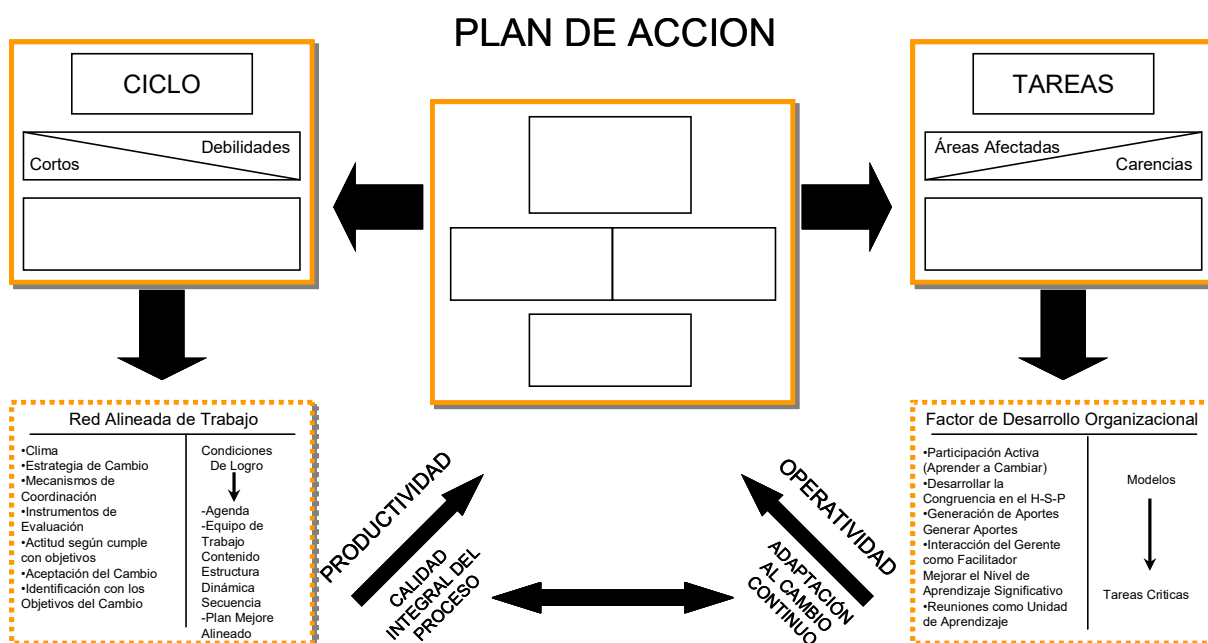 PLAN DE ACCION
CICLO
Debilidades
Cortos
TAREAS
Áreas Afectadas
Carencias
Red Alineada de Trabajo
•Clima
•Estrategia de Cambio
•Mecanismos de
Coordinación
•Instrumentos de
Evaluación
•Actitud según cumple
con objetivos
•Aceptación del Cambio
•Identificación con los
Objetivos del Cambio
Condiciones
De Logro
-Agenda
-Equipo de
Trabajo
Contenido
Estructura
Dinámica
Secuencia
-Plan Mejore
Alineado
PRODUCTIVIDAD
CALIDAD
INTEGRAL DEL
PROCESO
OPERATIVIDAD
ADAPTACIÓN
AL CAMBIO
CONTINUO
Factor de Desarrollo Organizacional
•Participación Activa
(Aprender a Cambiar)
•Desarrollar la
Congruencia en el H-S-P
•Generación de Aportes
Generar Aportes
•Interacción del Gerente
como Facilitador
Mejorar el Nivel de
Aprendizaje Significativo
•Reuniones como Unidad
de Aprendizaje
Modelos
Tareas Criticas